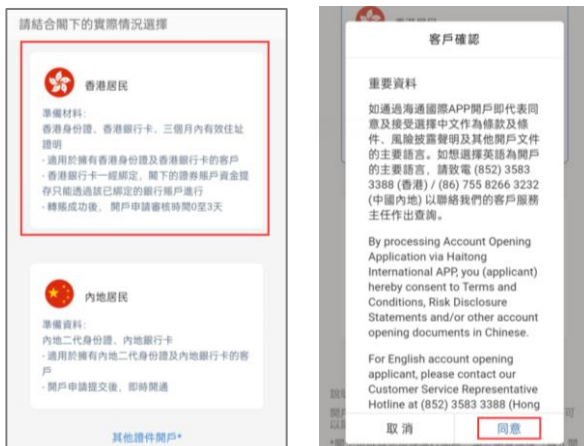 請結合閣下的實際情況選擇
香港居民
準備材料:
香港身份證、香港銀行卡、三個月內有效住址
證明
· 適用於擁有香港身份證及香港銀行卡的客戶
· 香港銀行卡一經綁定，閣下的證券賬戶資金提
存只能透過該已綁定的銀行賬戶進行
· 轉賬成功後， 開戶申請審核時間0至3天
內地居民
準備資料:
內地二代身份證、內地銀行卡
· 適用於擁有內地二代身份證及內地銀行卡的客
戶
· 開戶申請提交後，即時開通
其他證件開戶*
客戶確認
重要資料
如通過海通國際APP開戶即代表同
意及接受選擇中文作為條款及條
件、風險披露聲明及其他開戶文件
的主要語言。如想選擇英語為開戶
的主要語言，請致電 (852) 3583
3388 (香港) / (86) 755 8266 3232
(中國內地) 以聯絡我們的客戶服務
主任作出查詢。
By processing Account Opening
Application via Haitong
International APP, you (applicant)
hereby consent to Terms and
Conditions, Risk Disclosure
Statements and/or other account
opening documents in Chinese.
For English account opening
applicant, please contact our
Customer Service Representative
Hotline at (852) 3583 3388 (Hong
取消
同意